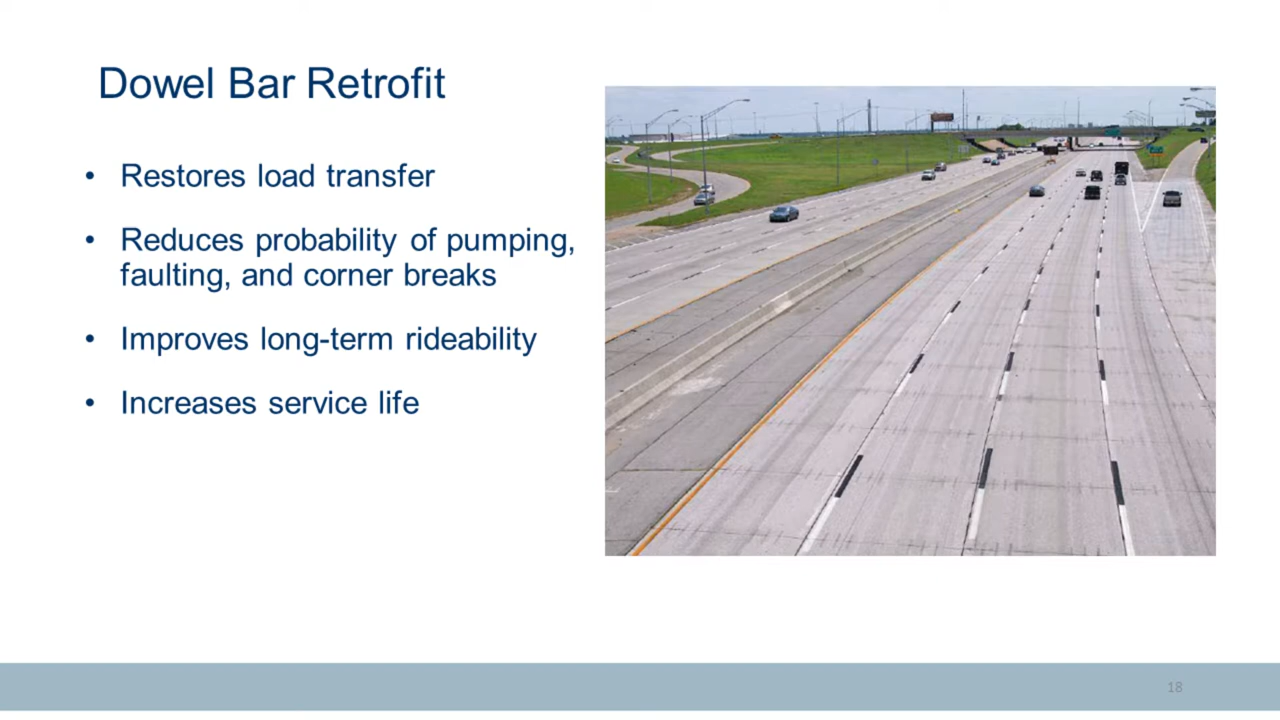 Dowel Bar Retrofit
• Restores load transfer
• Reduces probability of pumping,
faulting, and corner breaks
• Improves long-term rideability
• Increases service life
18